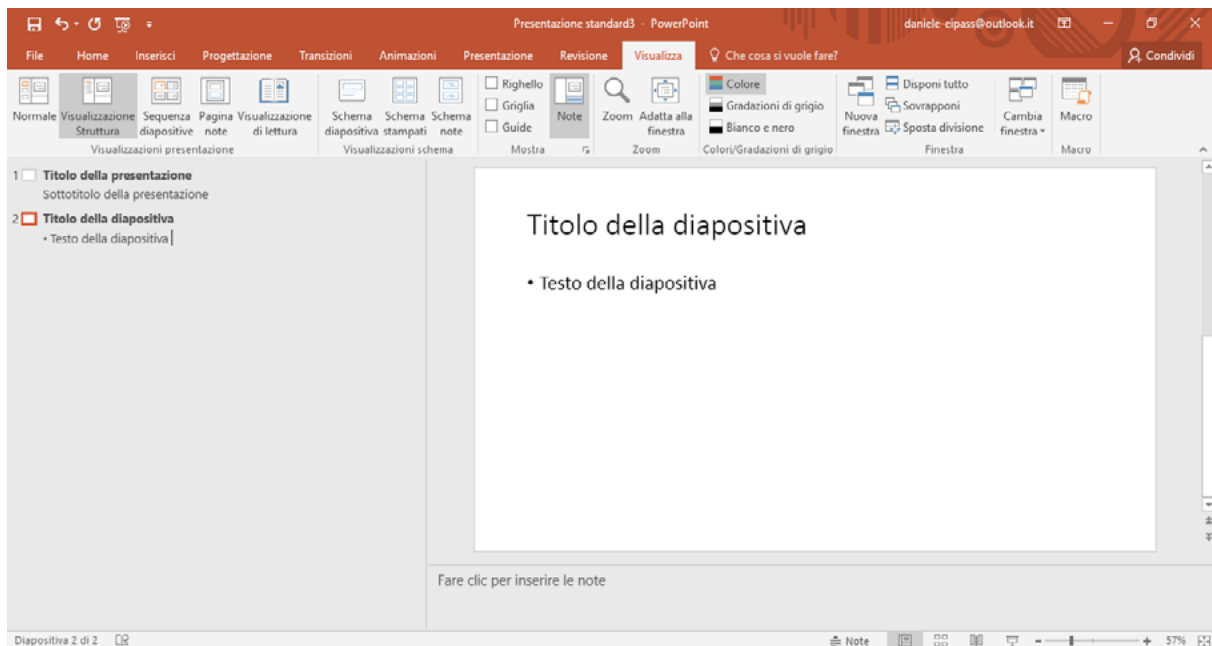 Presentazione standard3 - PowerPoint
daniele-eipass@outlook.it
File Home Inserisci Progettazione Transizioni Animazioni Presentazione Revisione Visualizza Che cosa si vuole fare? Condividi
Normale
Visualizzazione Struttura
Sequenza diapositive
Pagina note
Visualizzazione di lettura
Visualizzazioni presentazione
Schema diapositiva
Schema stampati
Schema note
Visualizzazioni schema
Righello
Griglia
Guide
Note
Mostra
Zoom
Adatta alla finestra
Zoom
Colore
Gradazioni di grigio
Bianco e nero
Colori/Gradazioni di grigio
Nuova finestra
Disponi tutto
Sovrapponi
Sposta divisione
Cambia finestra
Finestra
Macro
Macro
1 Titolo della presentazione
Sottotitolo della presentazione
2 Titolo della diapositiva
• Testo della diapositiva
Titolo della diapositiva
• Testo della diapositiva
Fare clic per inserire le note
Diapositiva 2 di 2
Note
57%